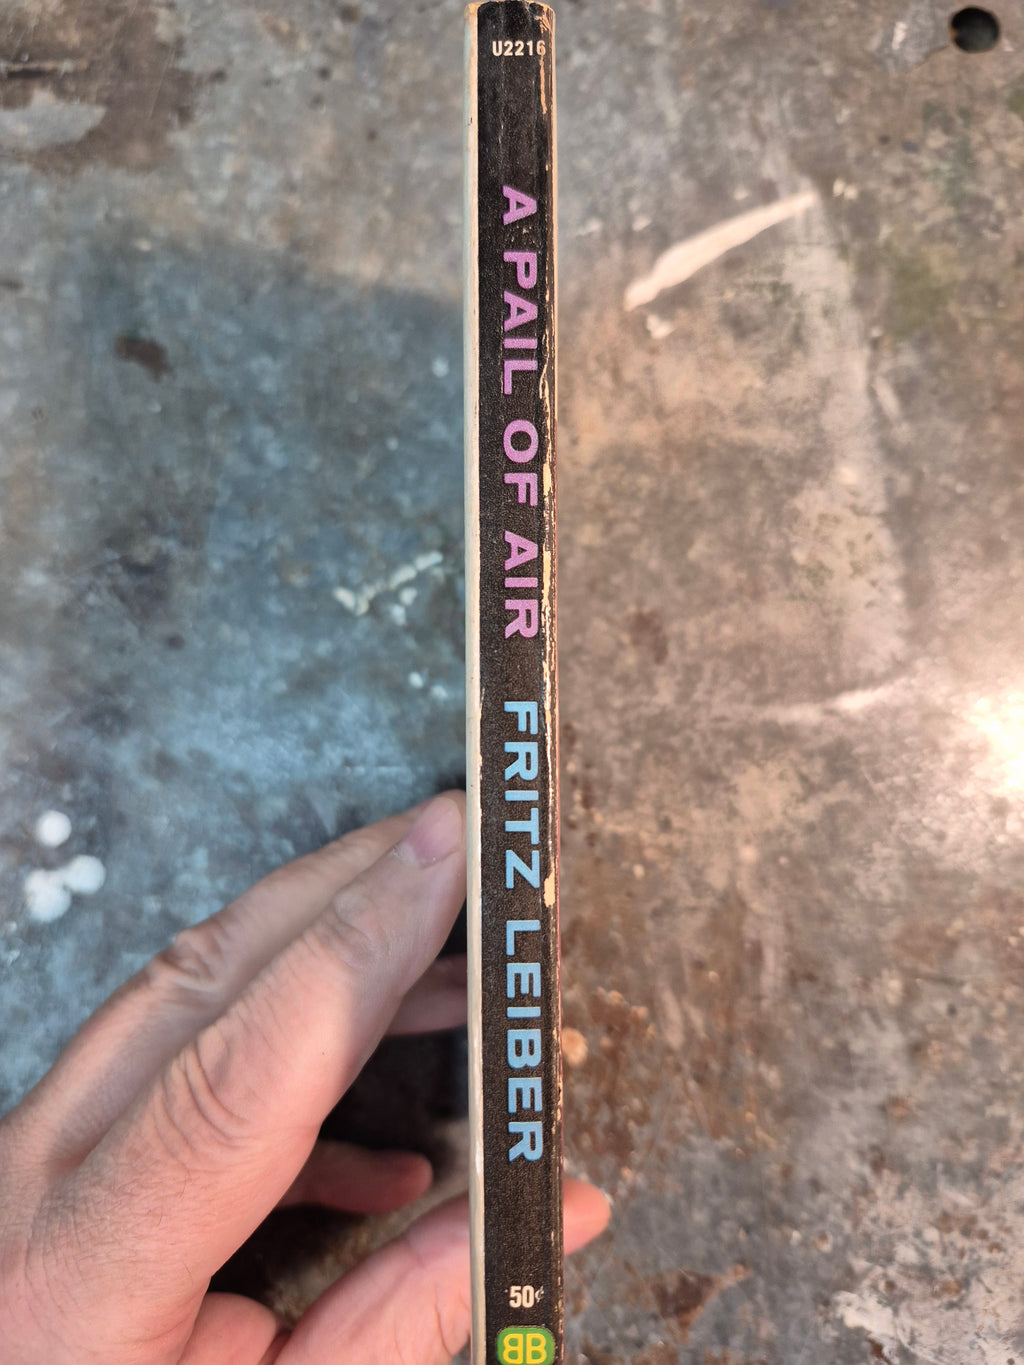 U2216
A PAIL OF AIR
FRITZ LEIBER
50¢
BB